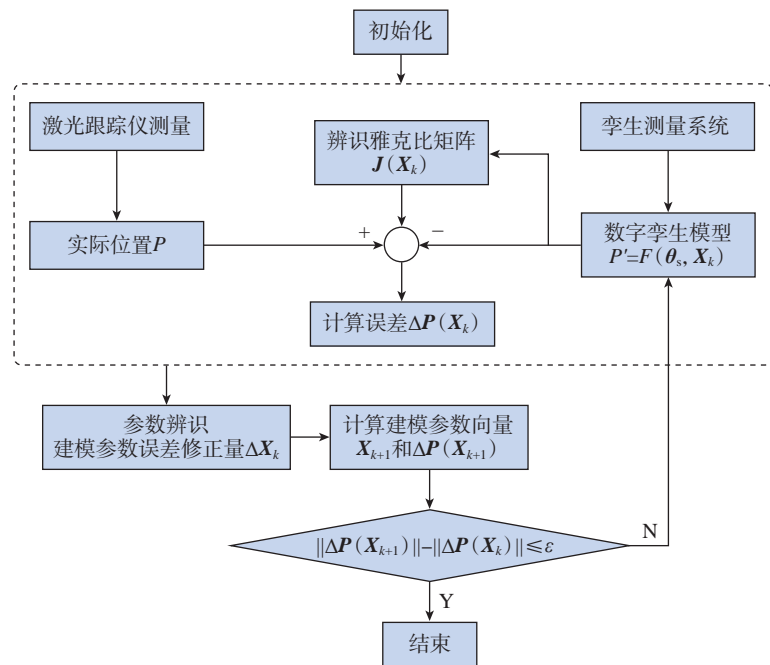 初始化
激光跟踪仪测量
辨识雅克比矩阵
J(Xₖ)
孪生测量系统
实际位置P
+
−
数字孪生模型
P'=F(θₛ, Xₖ)
计算误差ΔP(Xₖ)
参数辨识
建模参数误差修正量ΔXₖ
计算建模参数向量
Xₖ₊₁和ΔP(Xₖ₊₁)
||ΔP(Xₖ₊₁)||−||ΔP(Xₖ)||≤ε
N
Y
结束